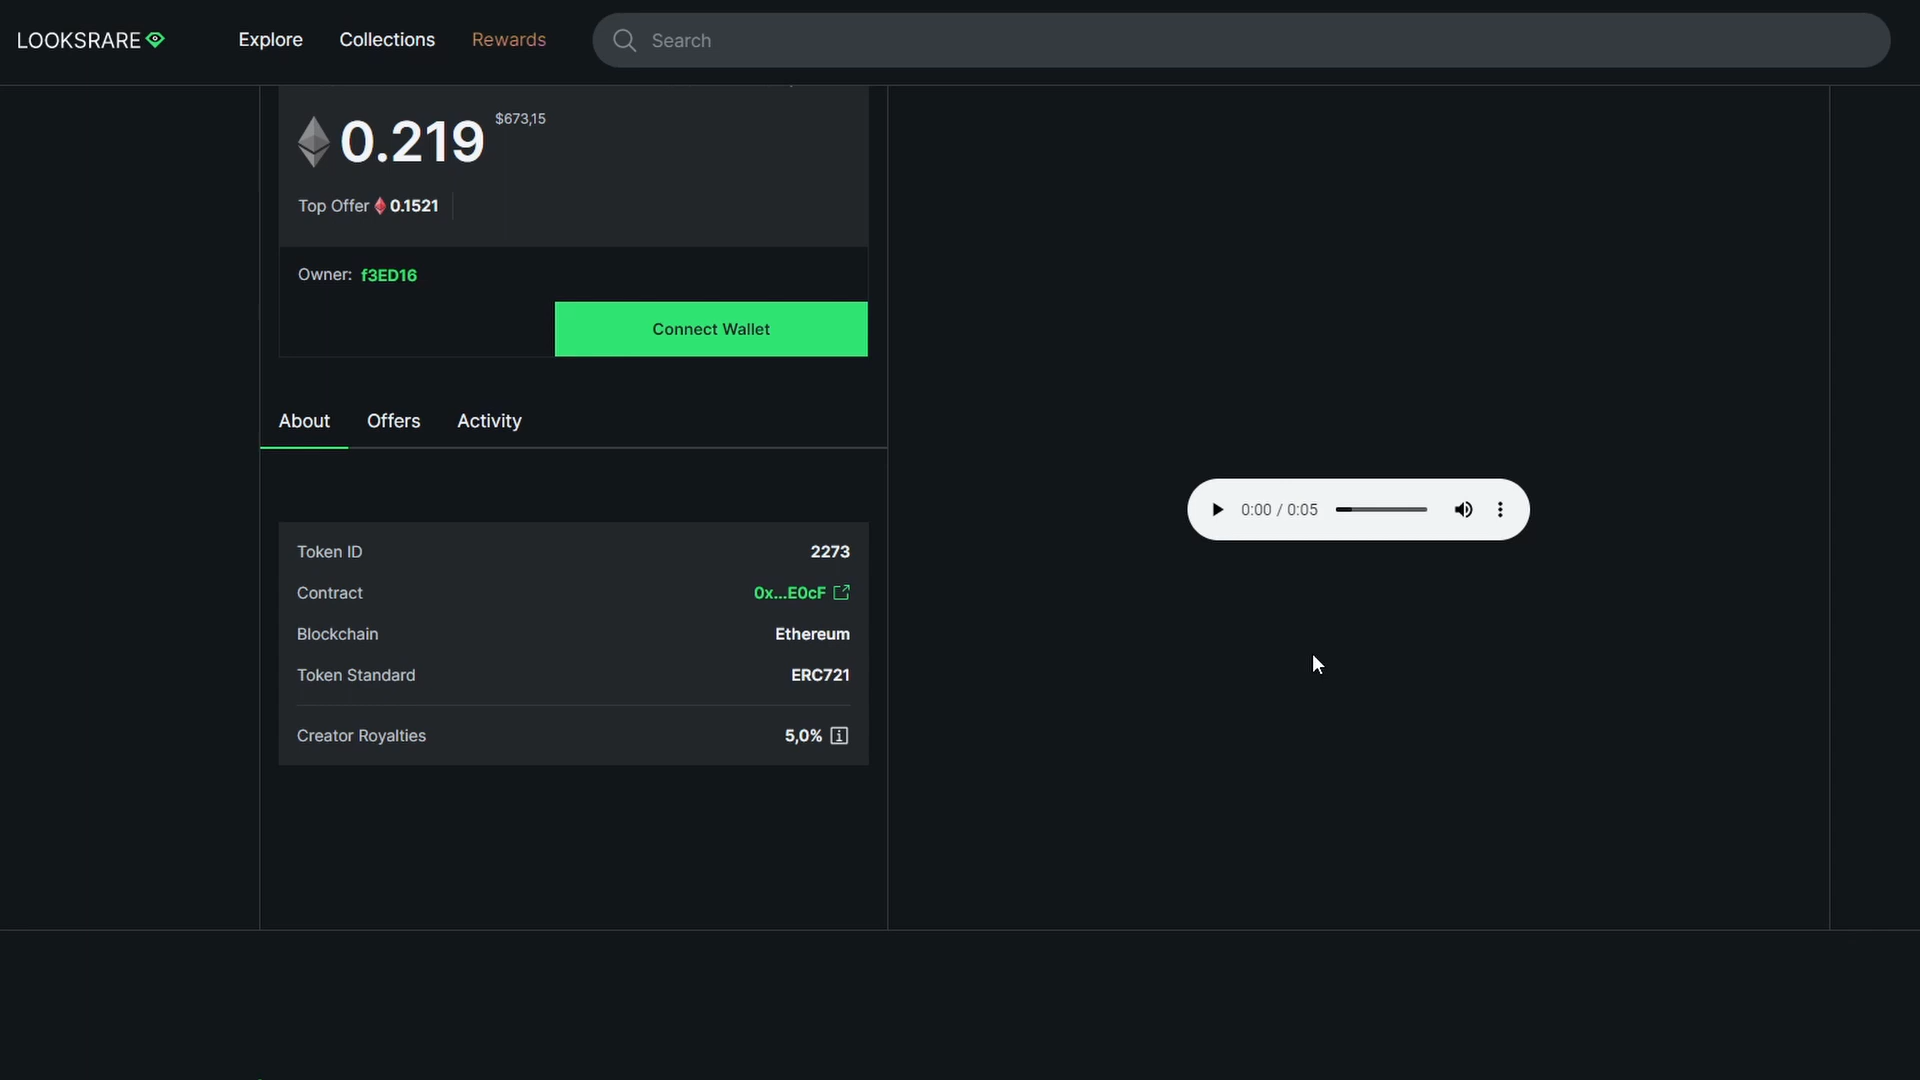 LOOKSRARE
Explore
Collections
Rewards
Search
0.219
$673,15
Top Offer 0.1521
Owner: f3ED16
Connect Wallet
About
Offers
Activity
0:00 / 0:05
Token ID 2273
Contract 0x...E0cF
Blockchain Ethereum
Token Standard ERC721
Creator Royalties 5,0%